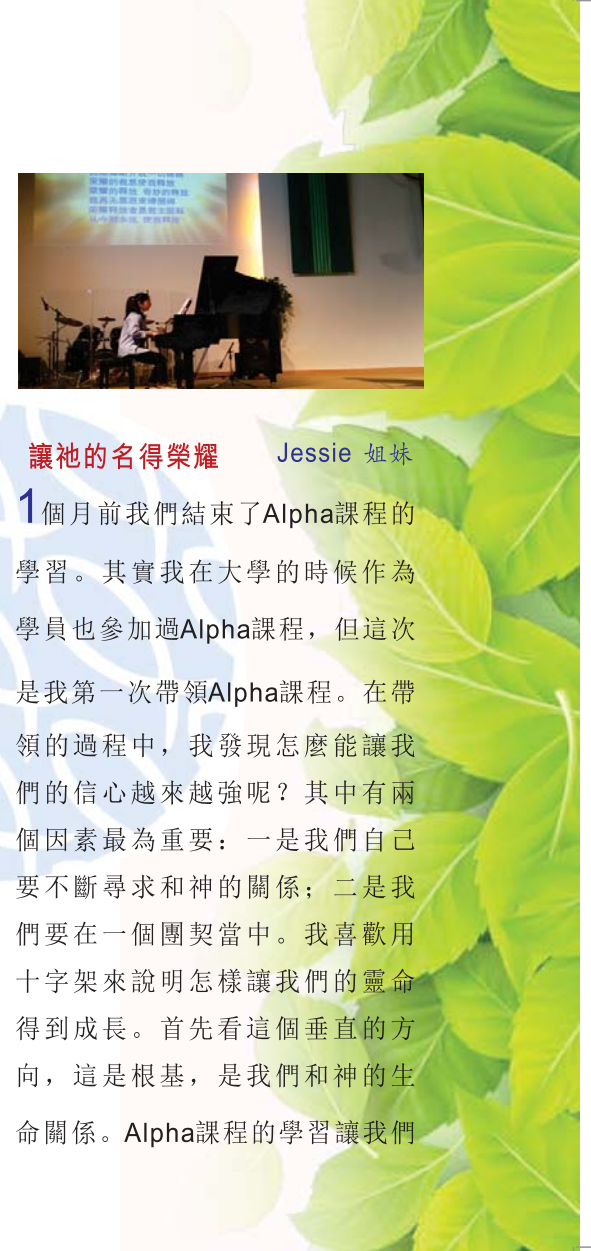 讓祂的名得榮耀 Jessie 姐妹
1個月前我們結束了Alpha課程的
學習。其實我在大學的時候作為
學員也參加過Alpha課程，但這次
是我第一次帶領Alpha課程。在帶
領的過程中，我發現怎麼能讓我
們的信心越來越強呢？其中有兩
個因素最為重要：一是我們自己
要不斷尋求和神的關係；二是我
們要在一個團契當中。我喜歡用
十字架來說明怎樣讓我們的靈命
得到成長。首先看這個垂直的方
向，這是根基，是我們和神的生
命關係。Alpha課程的學習讓我們